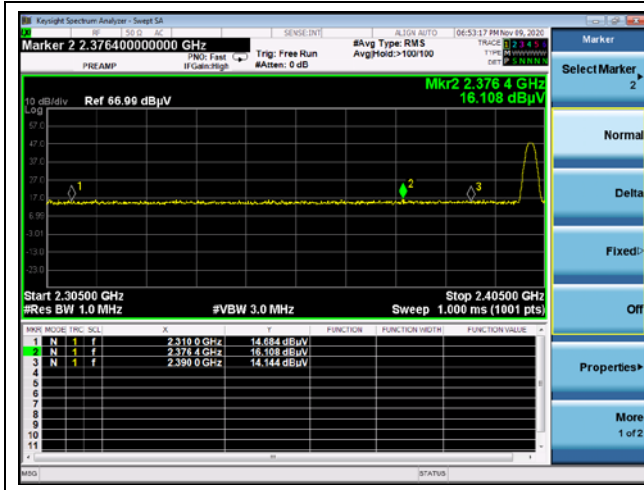 Keysight Spectrum Analyzer - Swept SA
RF 50 Ω AC SENSE:INT ALIGN AUTO 06:53:17 PM Nov 09, 2020
Marker 2 2.376400000000 GHz
PREAMP
PNO: Fast
IFGain:High
Trig: Free Run
#Atten: 0 dB
#Avg Type: RMS
Avg|Hold:>100/100
TRACE 1 2 3 4 5 6
TYPE M W W W W W
DET P S N N N N
Mkr2 2.376 4 GHz
16.108 dBµV
10 dB/div Ref 66.99 dBµV
Log
57.0
47.0
37.0
17.0
6.99
-3.01
-13.0
-23.0
1
2
3
Start 2.30500 GHz
Stop 2.40500 GHz
#Res BW 1.0 MHz #VBW 3.0 MHz Sweep 1.000 ms (1001 pts)
MKR MODE TRC SCL X Y FUNCTION FUNCTION WIDTH FUNCTION VALUE
1 N 1 f 2.310 0 GHz 14.684 dBµV
2 N 1 f 2.376 4 GHz 16.108 dBµV
3 N 1 f 2.390 0 GHz 14.144 dBµV
4
5
6
7
8
9
10
11
MSG STATUS
Marker
Select Marker
2
Normal
Delta
Fixed
Off
Properties
More
1 of 2